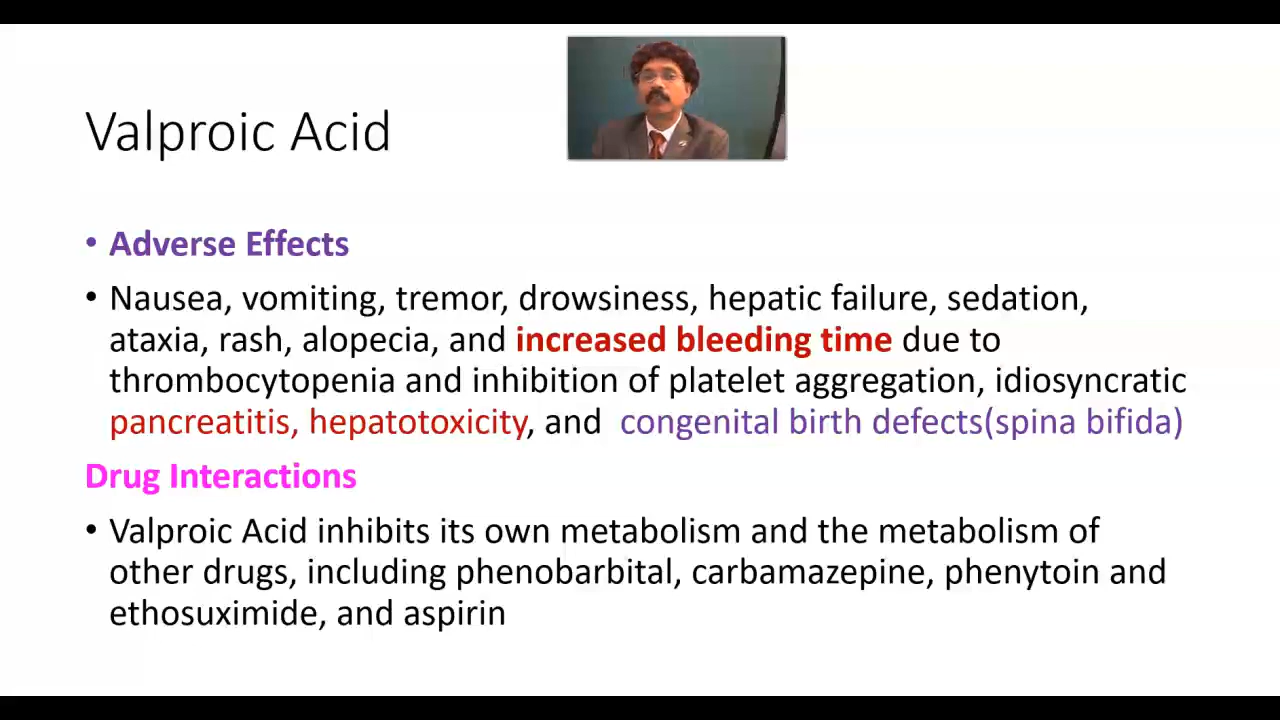 Valproic Acid
• Adverse Effects
• Nausea, vomiting, tremor, drowsiness, hepatic failure, sedation,
ataxia, rash, alopecia, and increased bleeding time due to
thrombocytopenia and inhibition of platelet aggregation, idiosyncratic
pancreatitis, hepatotoxicity, and congenital birth defects(spina bifida)
Drug Interactions
• Valproic Acid inhibits its own metabolism and the metabolism of
other drugs, including phenobarbital, carbamazepine, phenytoin and
ethosuximide, and aspirin